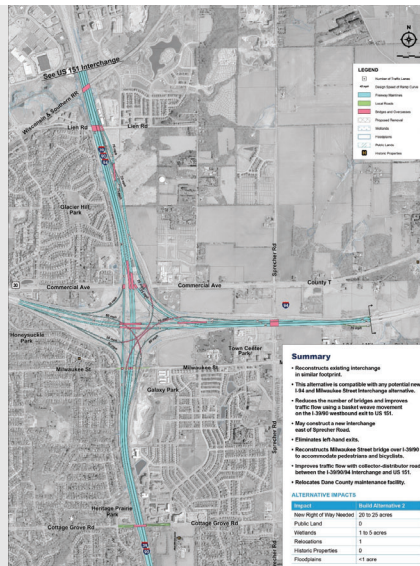 N
See US 151 Interchange
Wisconsin & Southern RR
LEGEND
Number of Traffic Lanes
Design Speed of Ramp Curve
Freeway Mainlines
Local Roads
Bridges and Overpasses
Proposed Removal
Wetlands
Floodplains
Public Lands
Historic Properties
Lien Rd
Lien Rd
Glacier Hill
Park
Sprecher Rd
County T
30
Commercial Ave
Commercial Ave
94
Honeysuckle
Park
Town Center
Park
Milwaukee St
Milwaukee St
Galaxy Park
Sprecher Rd
Heritage Prairie
Park
Cottage Grove Rd
Cottage Grove Rd
Sprecher Rd
Summary
• Reconstructs existing interchange
in similar footprint.
• This alternative is compatible with any potential new
I-94 and Milwaukee Street Interchange alternative.
• Reduces the number of bridges and improves
traffic flow using a basket weave movement
on the I-39/90 westbound exit to US 151.
• May construct a new interchange
east of Sprecher Road.
• Eliminates left-hand exits.
• Reconstructs Milwaukee Street bridge over I-39/90
to accommodate pedestrians and bicyclists.
• Improves traffic flow with collector-distributor road
between the I-39/90/94 Interchange and US 151.
• Relocates Dane County maintenance facility.
ALTERNATIVE IMPACTS
Impact Build Alternative 2
New Right of Way Needed 20 to 25 acres
Public Land 0
Wetlands 1 to 5 acres
Relocations 1
Historic Properties 0
Floodplains <1 acre